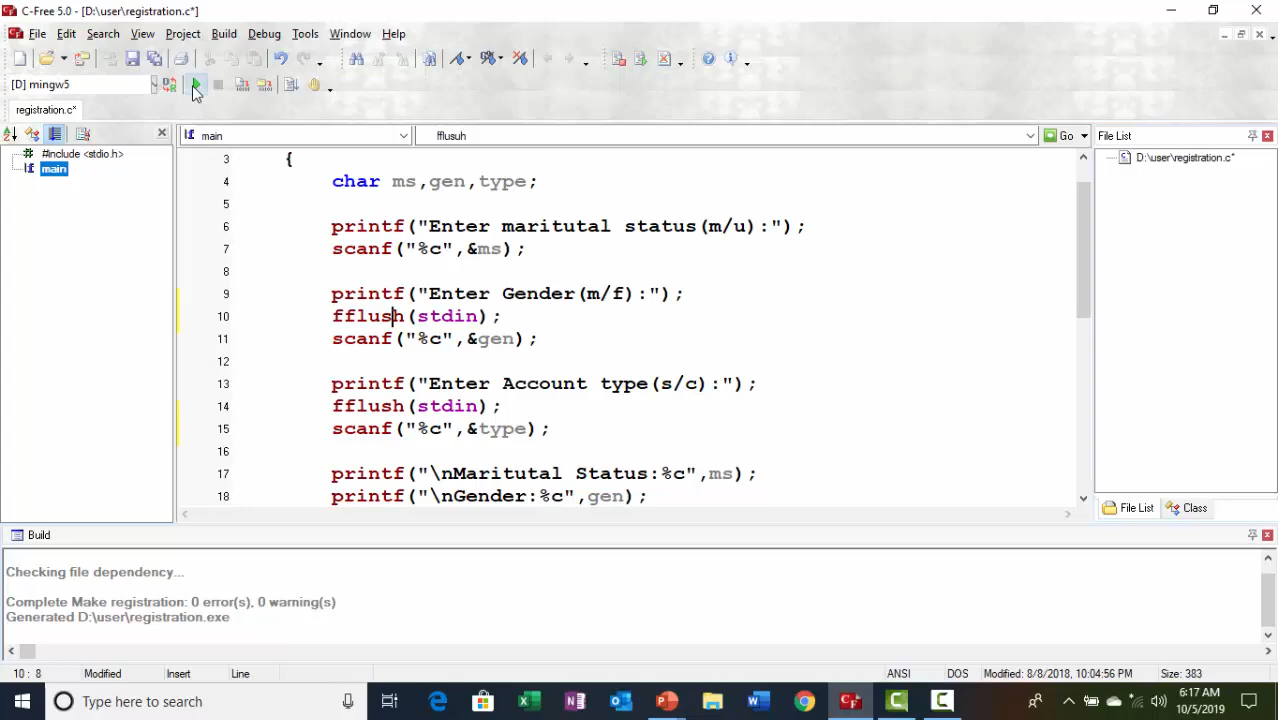 C-Free 5.0 - [D:\user\registration.c*]
File Edit Search View Project Build Debug Tools Window Help
[D] mingw5
registration.c*
main fflusuh Go File List
#include <stdio.h>
main
D:\user\registration.c*
3 {
4 char ms,gen,type;
5
6 printf("Enter maritutal status(m/u):");
7 scanf("%c",&ms);
8
9 printf("Enter Gender(m/f):");
10 fflush(stdin);
11 scanf("%c",&gen);
12
13 printf("Enter Account type(s/c):");
14 fflush(stdin);
15 scanf("%c",&type);
16
17 printf("\nMaritutal Status:%c",ms);
18 printf("\nGender:%c",gen);
File List Class
Build
Checking file dependency...
Complete Make registration: 0 error(s), 0 warning(s)
Generated D:\user\registration.exe
10 : 8 Modified Insert Line ANSI DOS Modified: 8/8/2018, 10:04:56 PM Size: 383
Type here to search
6:17 AM
10/5/2019